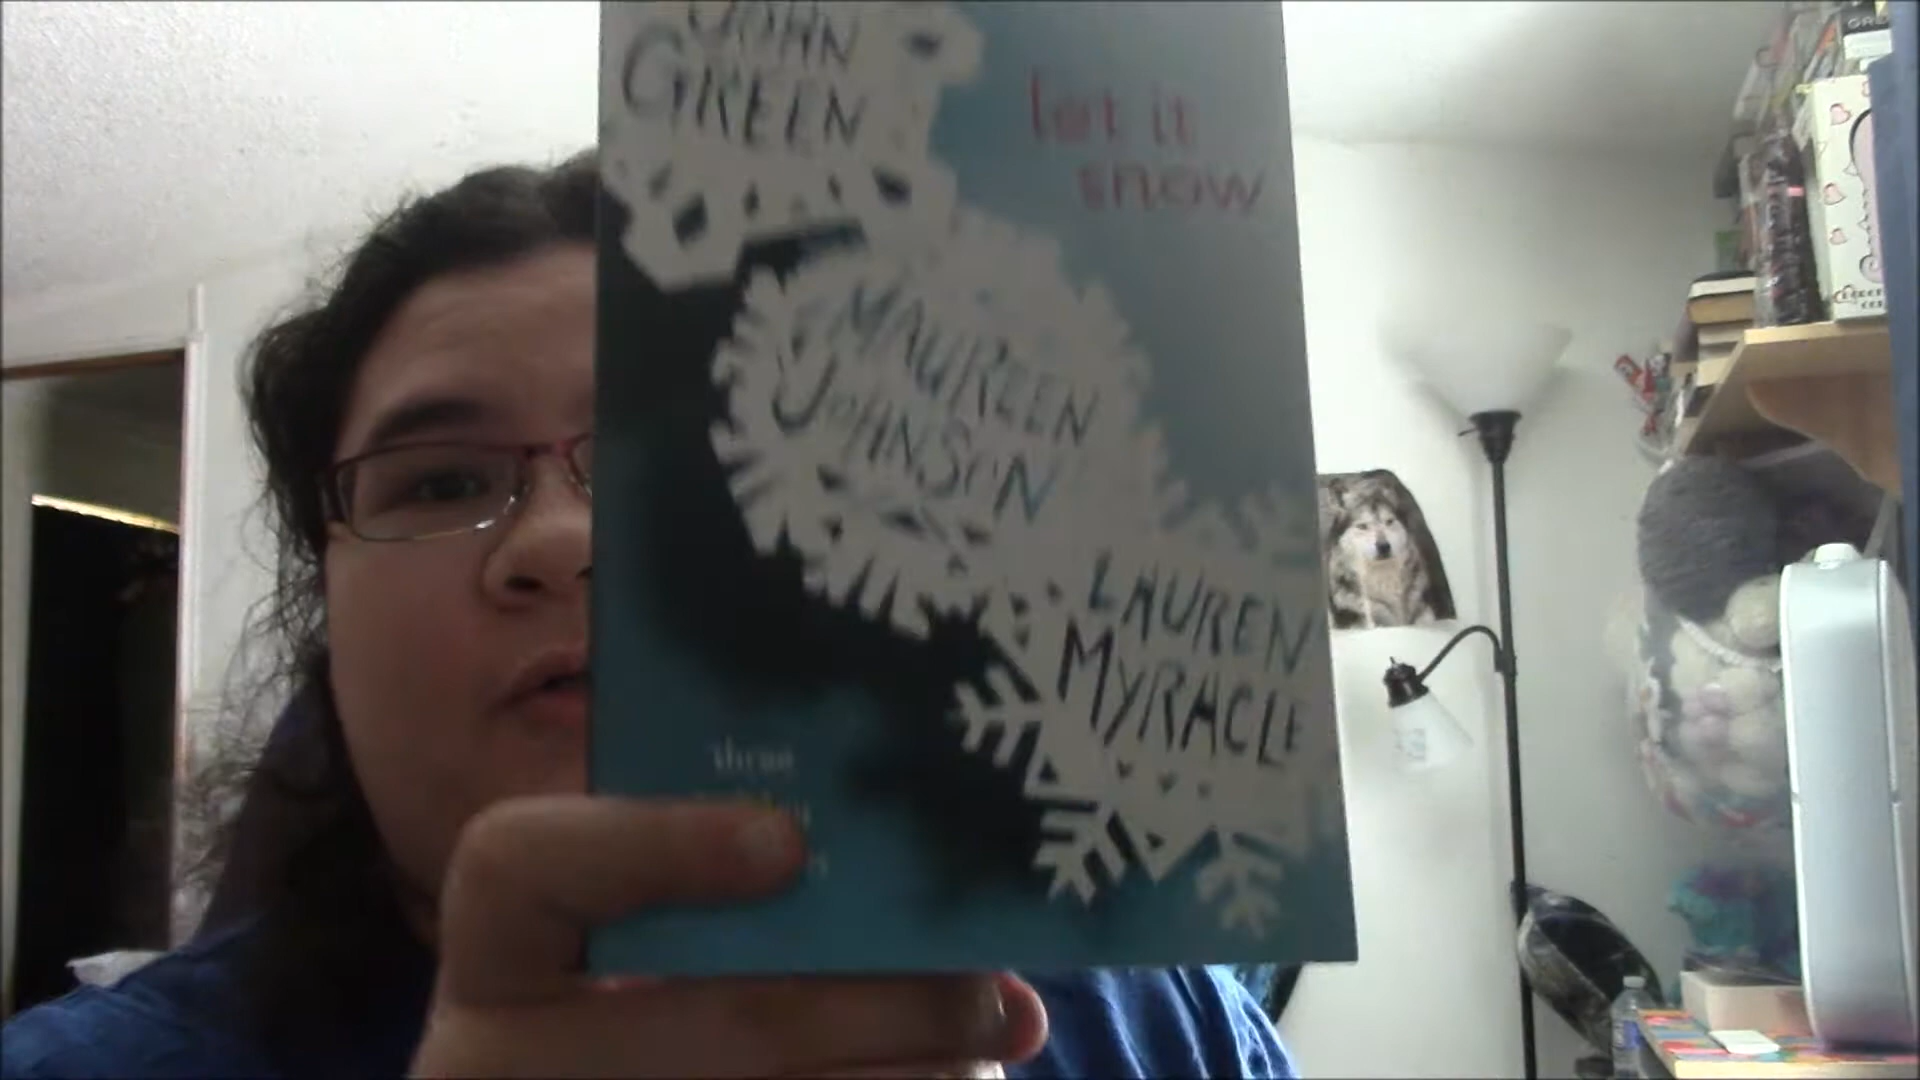 JOHN
GREEN
let it
snow
MAUREEN
JOHNSON
LAUREN
MYRACLE
three